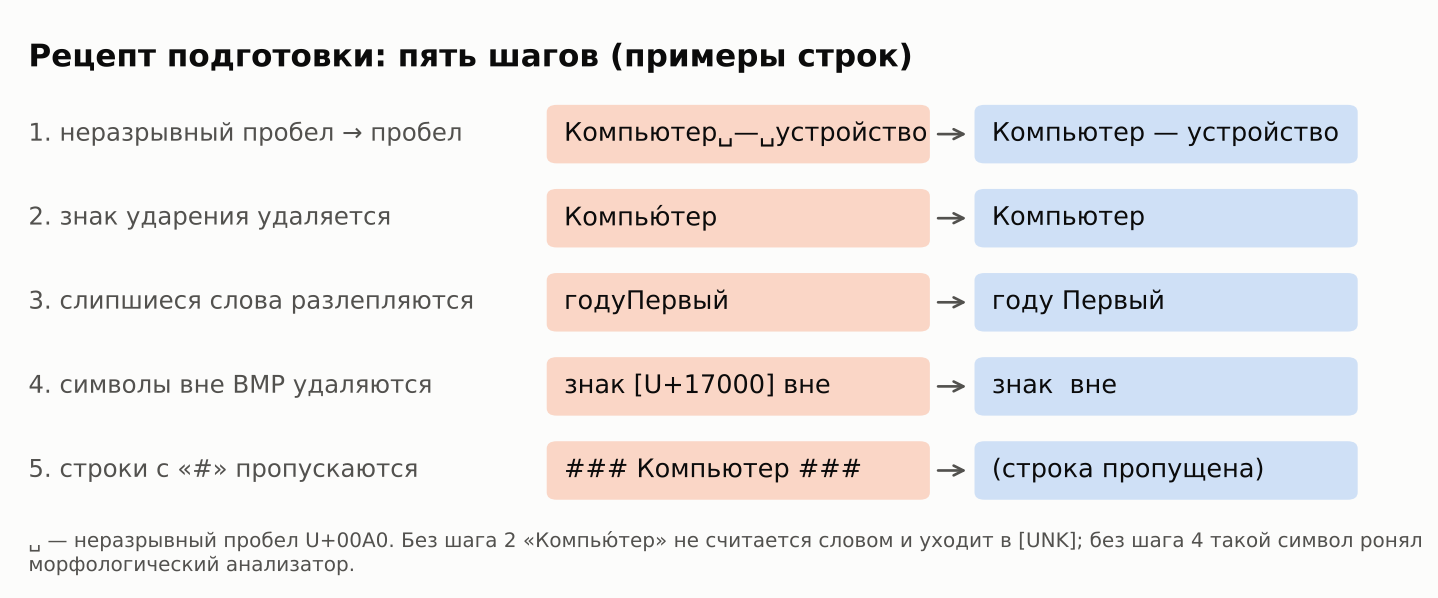 Рецепт подготовки: пять шагов (примеры строк)
1. неразрывный пробел → пробел Компью́тер␣—␣устройство → Компьютер — устройство
2. знак ударения удаляется Компью́тер → Компьютер
3. слипшиеся слова разлепляются годуПервый → году Первый
4. символы вне BMP удаляются знак [U+17000] вне → знак  вне
5. строки с «#» пропускаются ### Компьютер ### → (строка пропущена)
␣ — неразрывный пробел U+00A0. Без шага 2 «Компью́тер» не считается словом и уходит в [UNK]; без шага 4 такой символ ронял
морфологический анализатор.